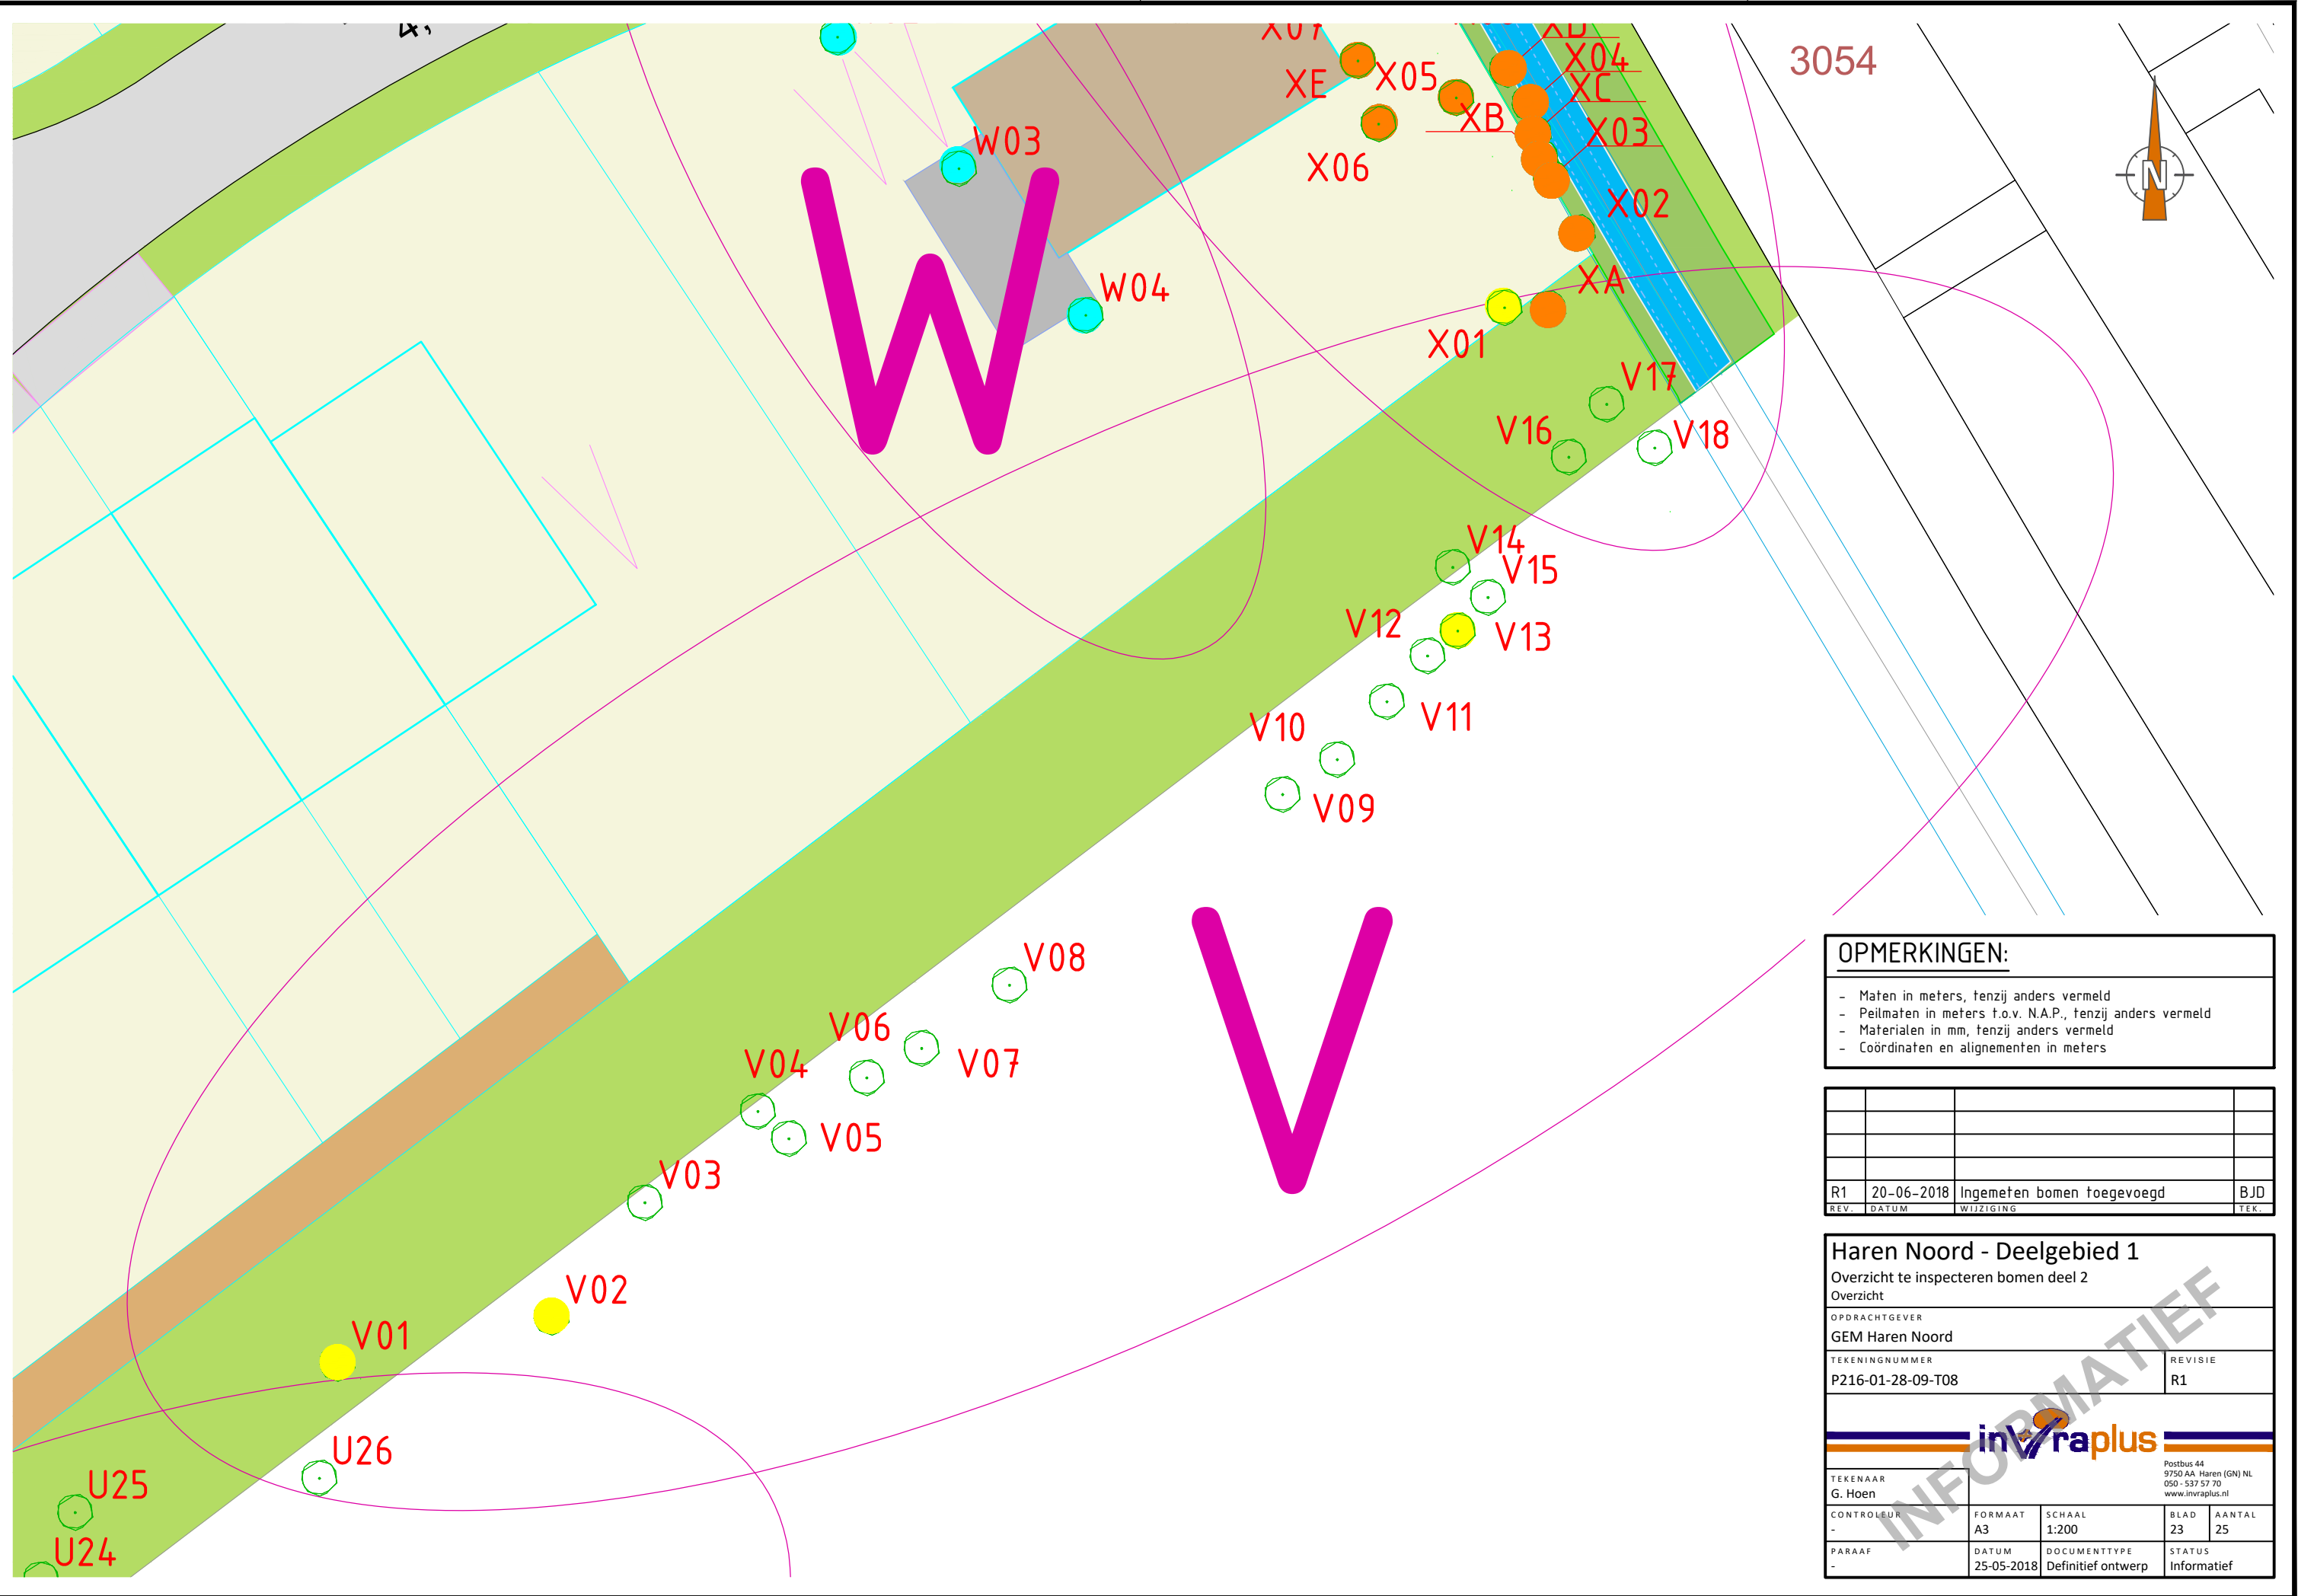 4,
X07
XD
X04
3054
XE
X05
XC
XB
X03
W03
X06
N
X02
W
W04
XA
X01
V17
V16
V18
V14
V15
V12
V13
V10
V11
V09
V
V08
V06
V04
V07
V05
V03
V02
V01
U26
U25
U24
OPMERKINGEN:
- Maten in meters, tenzij anders vermeld
- Peilmaten in meters t.o.v. N.A.P., tenzij anders vermeld
- Materialen in mm, tenzij anders vermeld
- Coördinaten en alignementen in meters
R1 20-06-2018 Ingemeten bomen toegevoegd BJD
REV. DATUM WIJZIGING TEK.
Haren Noord - Deelgebied 1
Overzicht te inspecteren bomen deel 2
Overzicht
OPDRACHTGEVER
GEM Haren Noord
TEKENINGNUMMER REVISIE
P216-01-28-09-T08 R1
invraplus
Postbus 44
9750 AA Haren (GN) NL
050 - 537 57 70
www.invraplus.nl
TEKENAAR
G. Hoen
CONTROLEUR FORMAAT SCHAAL BLAD AANTAL
- A3 1:200 23 25
PARAAF DATUM DOCUMENTTYPE STATUS
- 25-05-2018 Definitief ontwerp Informatief
INFORMATIEF